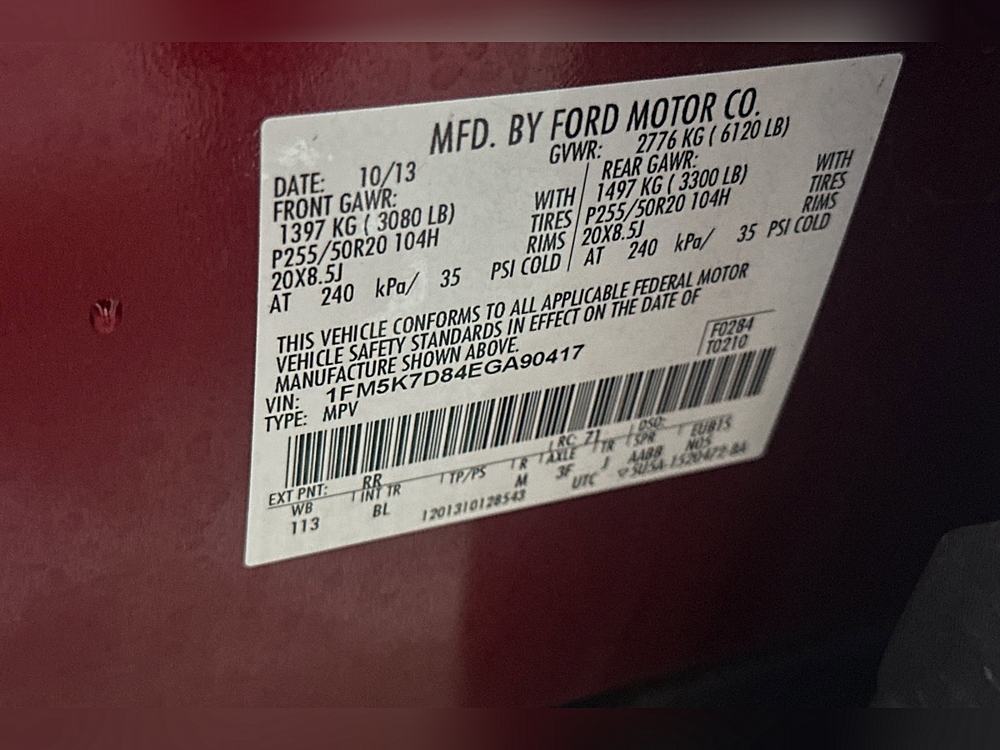 MFD. BY FORD MOTOR CO.
DATE: 10/13 GVWR: 2776 KG ( 6120 LB)
FRONT GAWR: REAR GAWR:
1397 KG ( 3080 LB) WITH 1497 KG ( 3300 LB) WITH
P255/50R20 104H TIRES P255/50R20 104H TIRES
20X8.5J RIMS 20X8.5J RIMS
AT 240 kPa/ 35 PSI COLD AT 240 kPa/ 35 PSI COLD
THIS VEHICLE CONFORMS TO ALL APPLICABLE FEDERAL MOTOR
VEHICLE SAFETY STANDARDS IN EFFECT ON THE DATE OF
MANUFACTURE SHOWN ABOVE.
F0284
T0210
VIN: 1FM5K7D84EGA90417
TYPE: MPV
EXT PNT: RR RC: 71 DSO:
WB INT TR TP/PS R AXLE TR SPR EUB15
113 BL M 3F J AABB N05
1201310128543 UTC